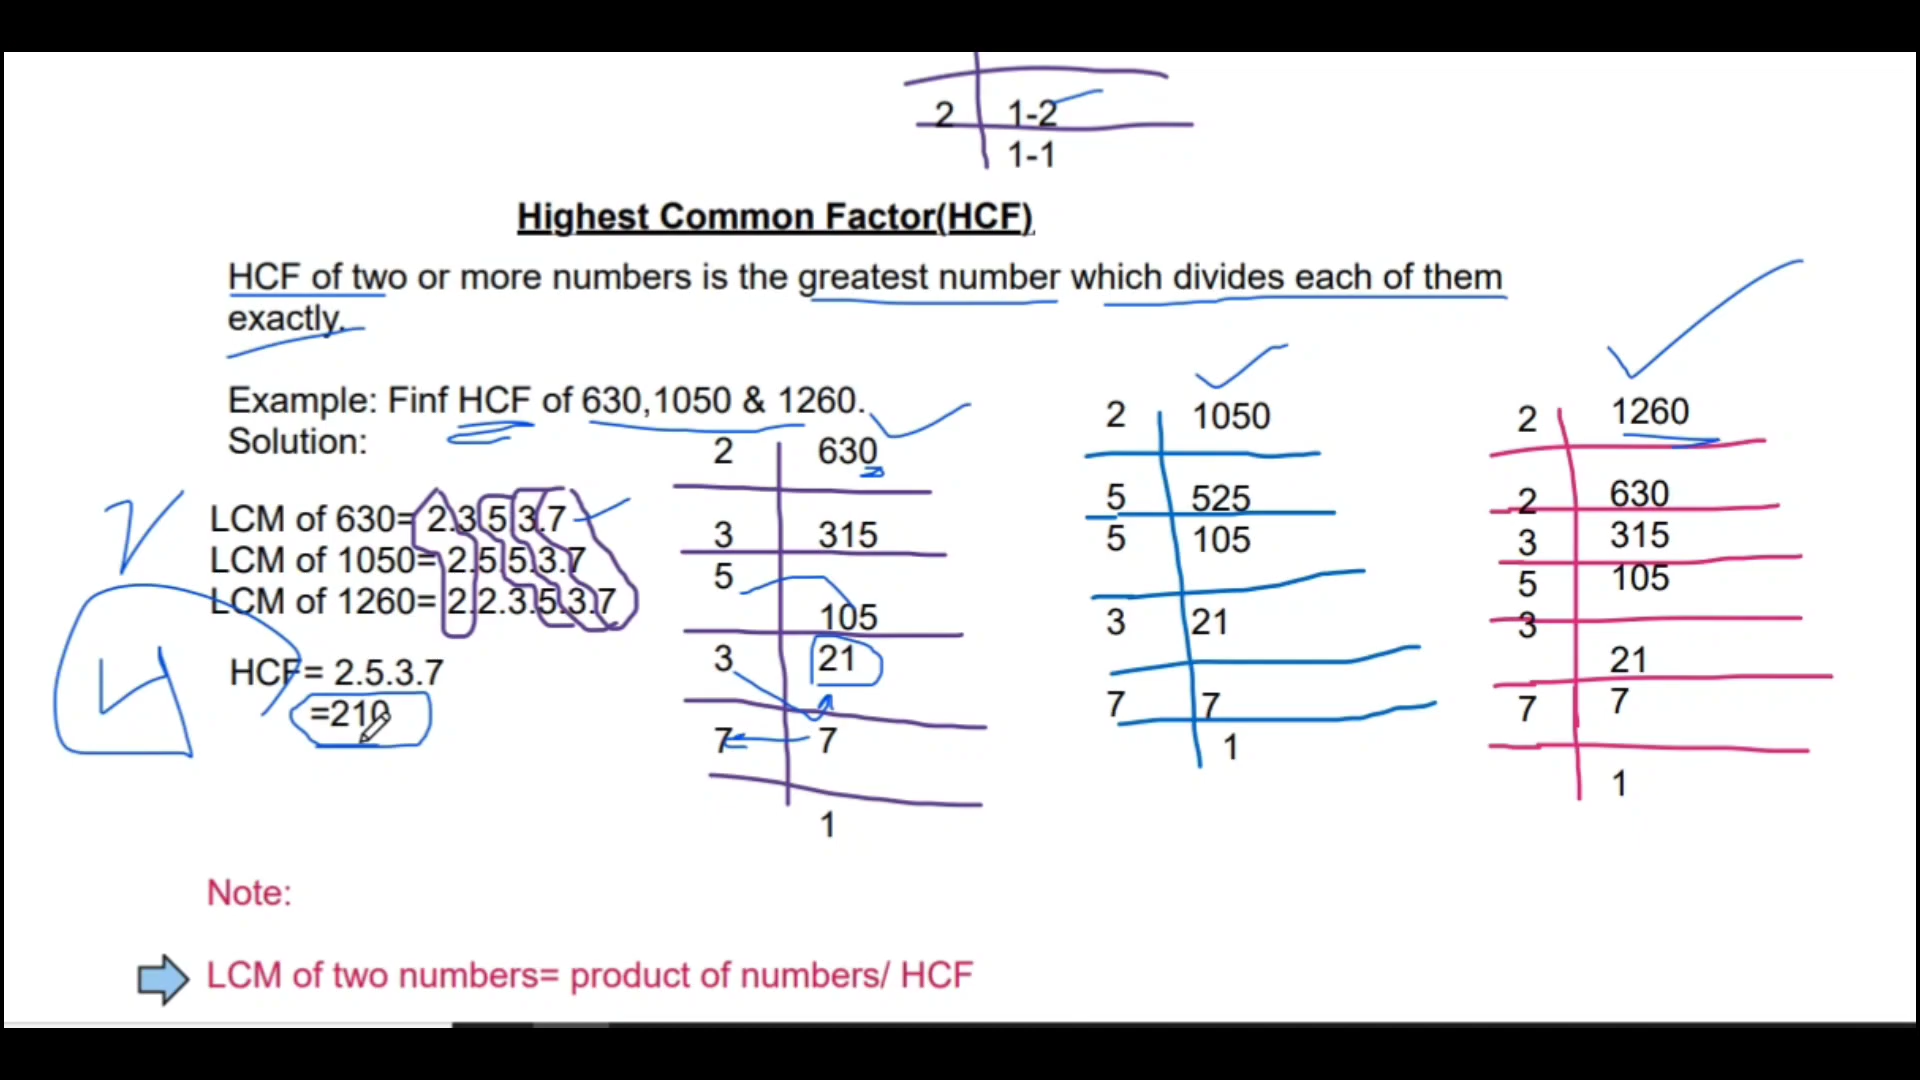 2 1-2
1-1
Highest Common Factor(HCF)
HCF of two or more numbers is the greatest number which divides each of them
exactly.
Example: Finf HCF of 630,1050 & 1260.
Solution:
LCM of 630= 2.3.5.3.7
LCM of 1050= 2.5.5.3.7
LCM of 1260= 2.2.3.5.3.7
HCF= 2.5.3.7
=210
2 630
3 315
5
105
3 21
7 7
1
2 1050
5 525
5 105
3 21
7 7
1
2 1260
2 630
3 315
5 105
3
21
7 7
1
Note:
LCM of two numbers= product of numbers/ HCF